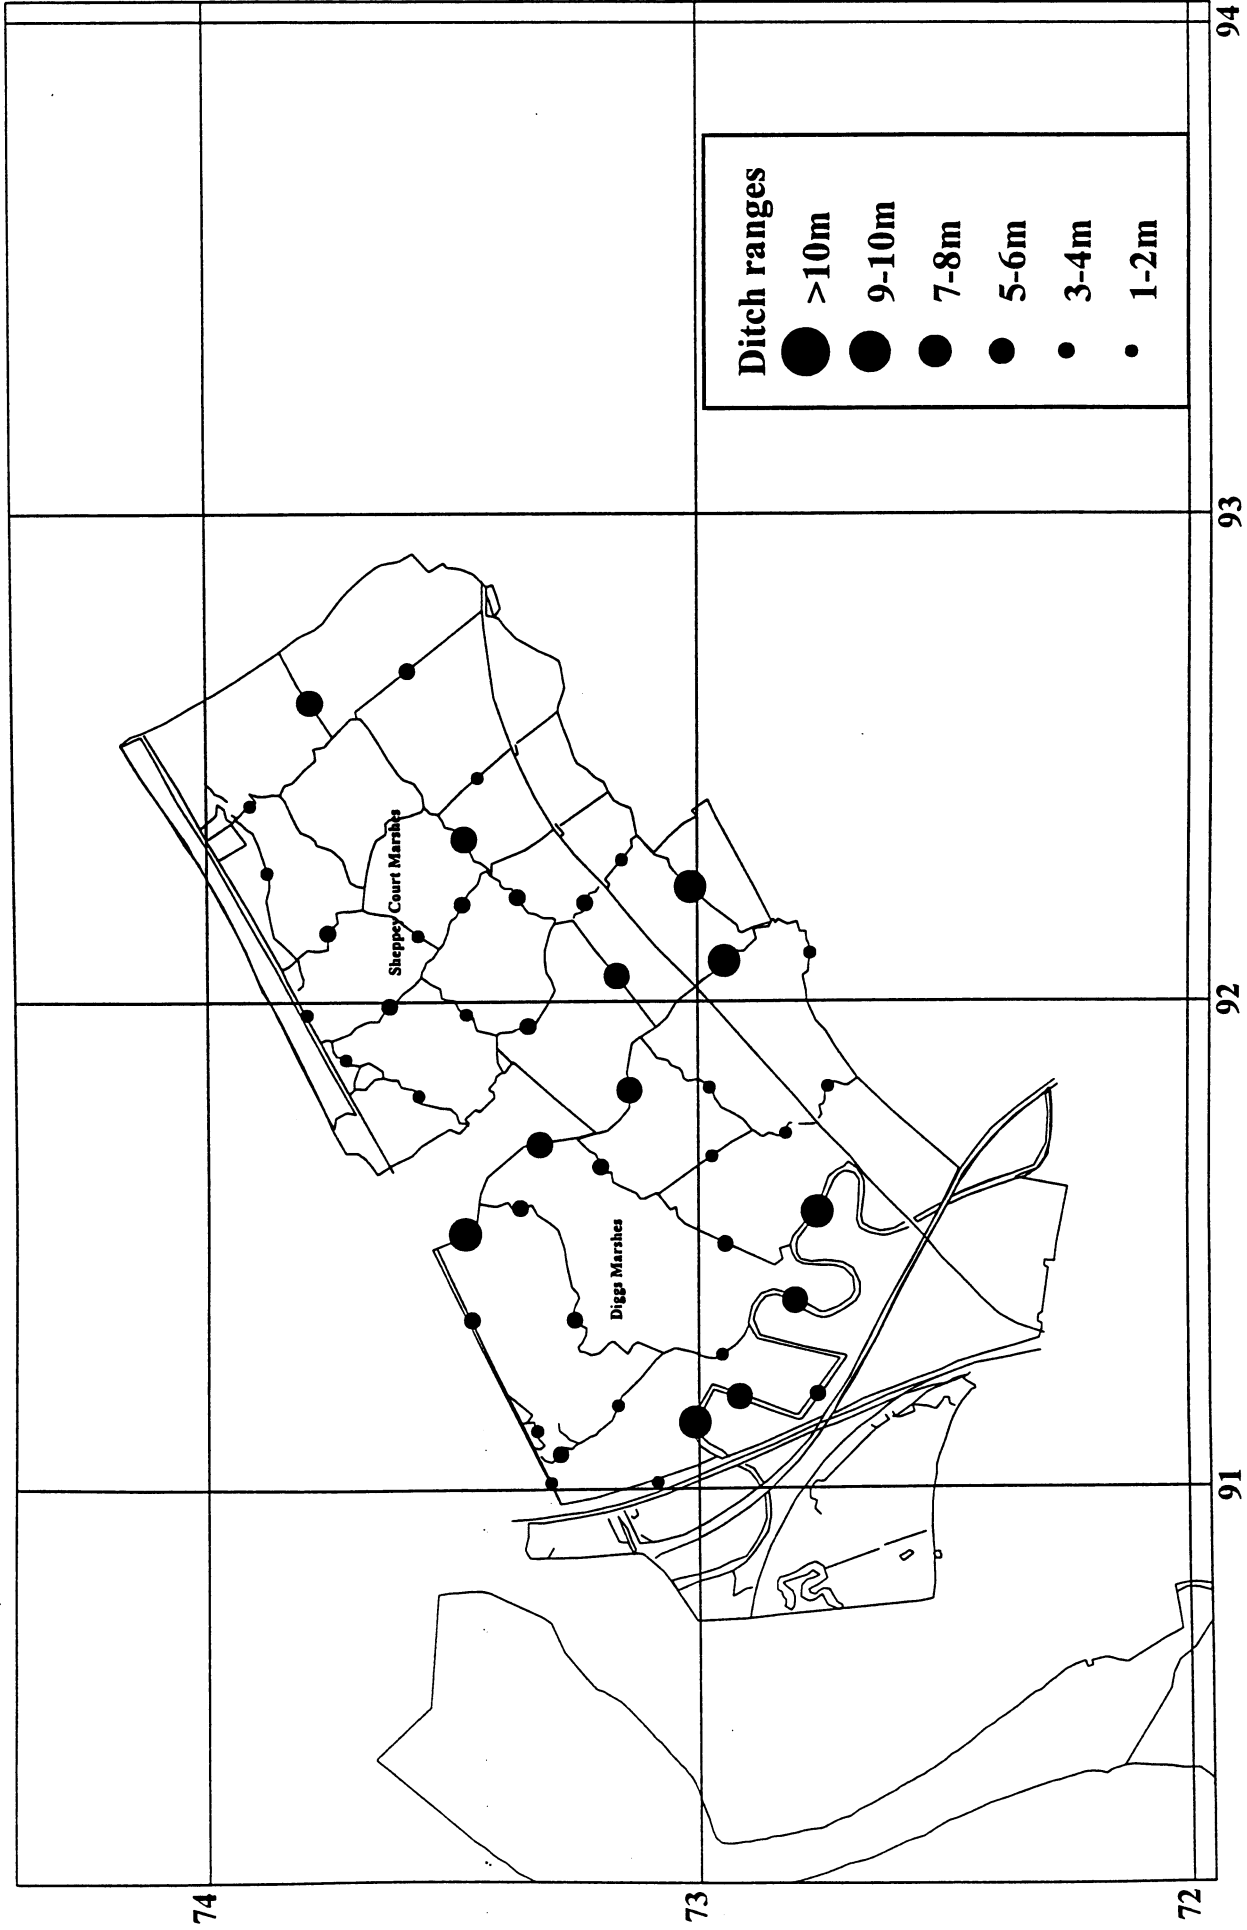 74
73
72
91
92
93
94
Sheppey Court Marshes
Diggs Marshes
Ditch ranges
>10m
9-10m
7-8m
5-6m
3-4m
1-2m